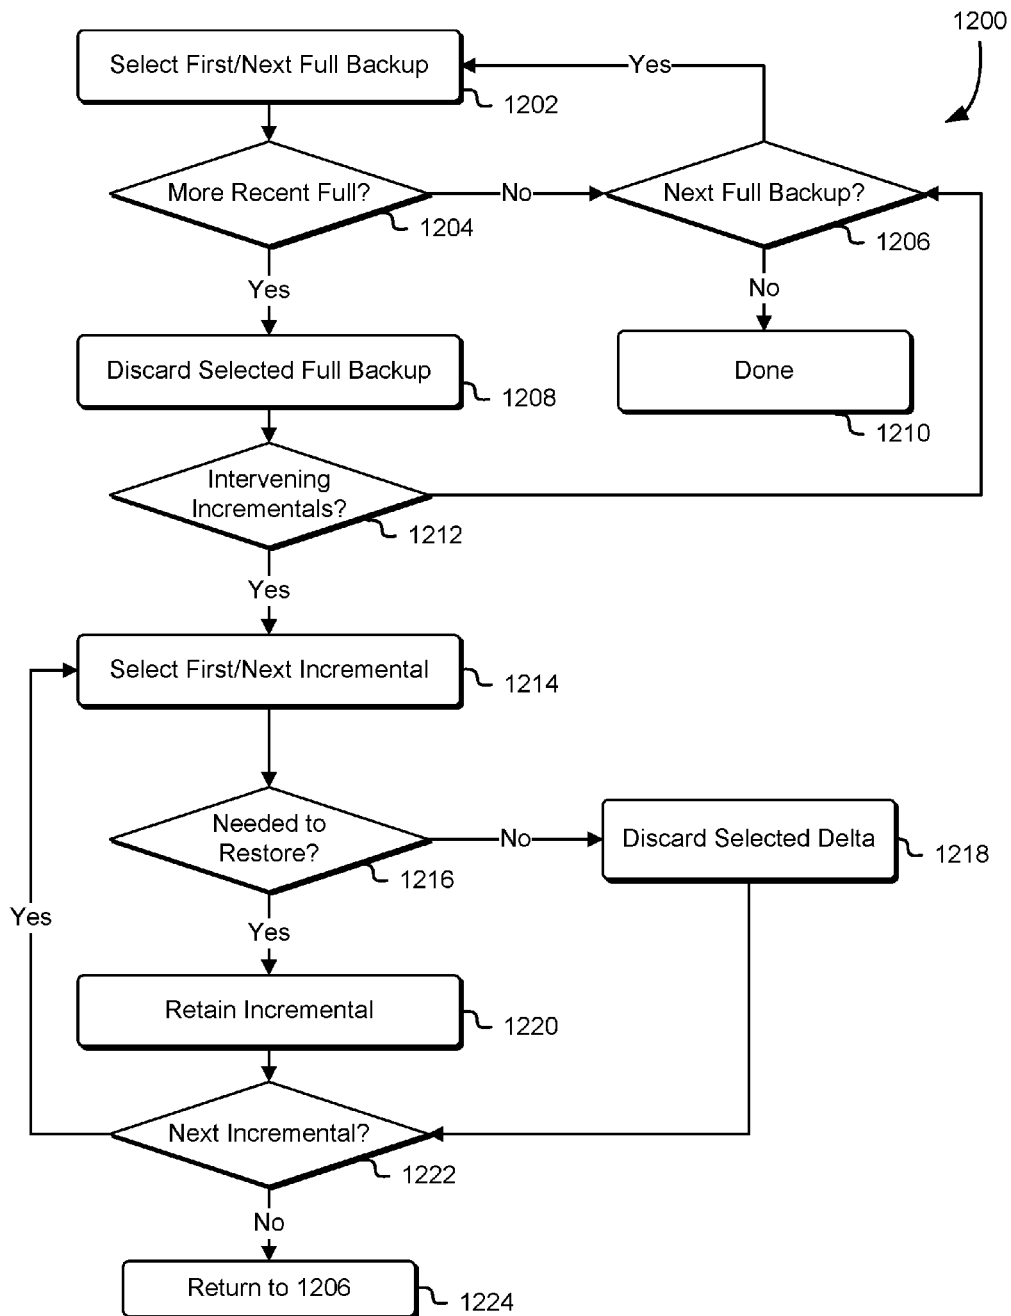 1200
Select First/Next Full Backup
Yes
1202
More Recent Full?
No
Next Full Backup?
1204
1206
Yes
No
Discard Selected Full Backup
Done
1208
1210
Intervening
Incrementals?
1212
Yes
Select First/Next Incremental
1214
Needed to
Restore?
No
Discard Selected Delta
1216
1218
Yes
Yes
Retain Incremental
1220
Next Incremental?
1222
No
Return to 1206
1224